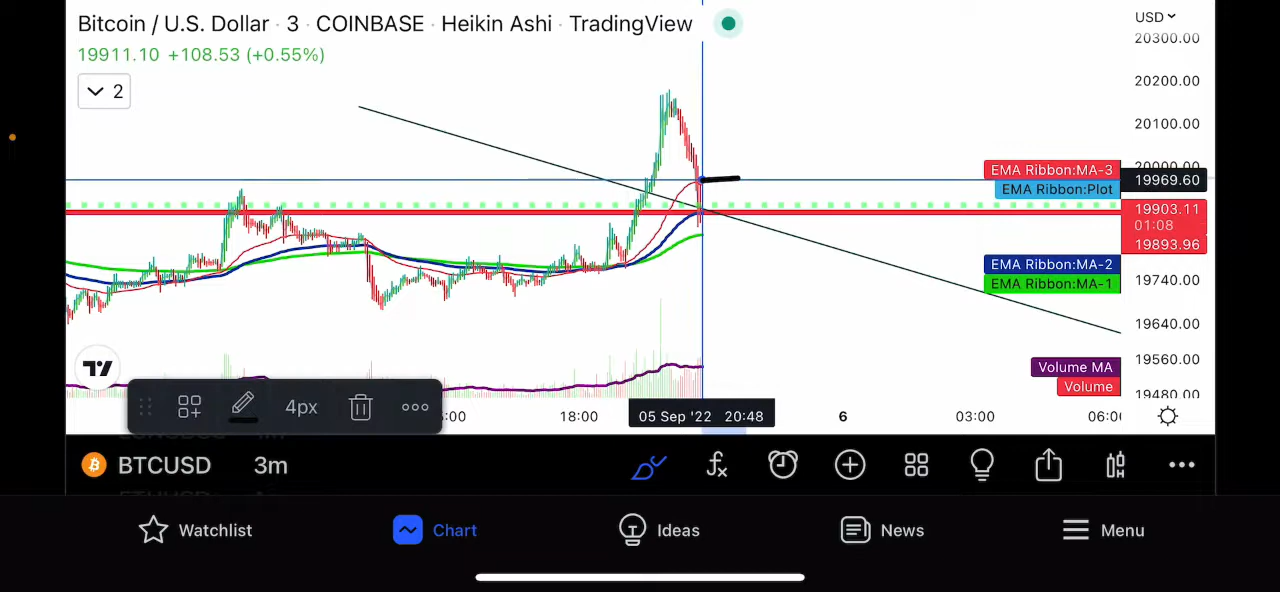 Bitcoin / U.S. Dollar · 3 · COINBASE · Heikin Ashi · TradingView
USD
19911.10 +108.53 (+0.55%)
2
20300.00
20200.00
20100.00
20000.00
EMA Ribbon:MA-3
19969.60
EMA Ribbon:Plot
19903.11
01:08
19893.96
EMA Ribbon:MA-2
19740.00
EMA Ribbon:MA-1
19640.00
19560.00
Volume MA
Volume
19480.00
4px
18:00
05 Sep '22 20:48
6
03:00
BTCUSD 3m
Watchlist
Chart
Ideas
News
Menu